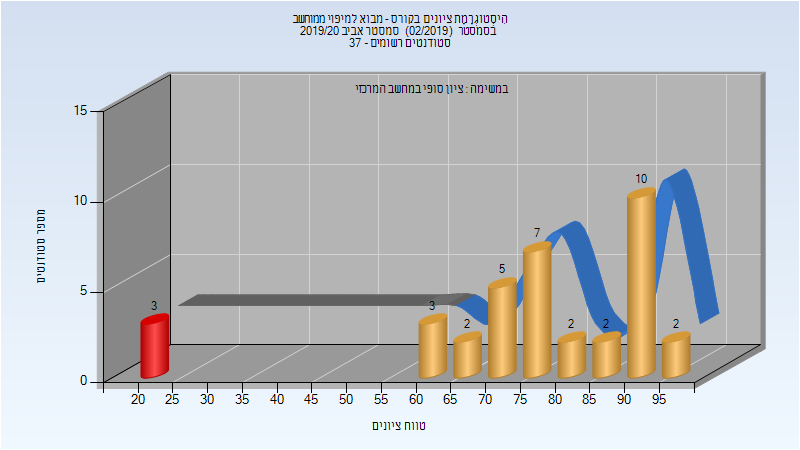 היסטוגרמת ציונים בקורס - מבוא למיפוי ממוחשב
בסמסטר (02/2019) סמסטר אביב 2019/20
סטודנטים רשומים - 37
במשימה : ציון סופי במחשב המרכזי
מספר סטודנטים
15
10
5
0
3
3
2
5
7
2
2
10
2
20 25 30 35 40 45 50 55 60 65 70 75 80 85 90 95
טווח ציונים